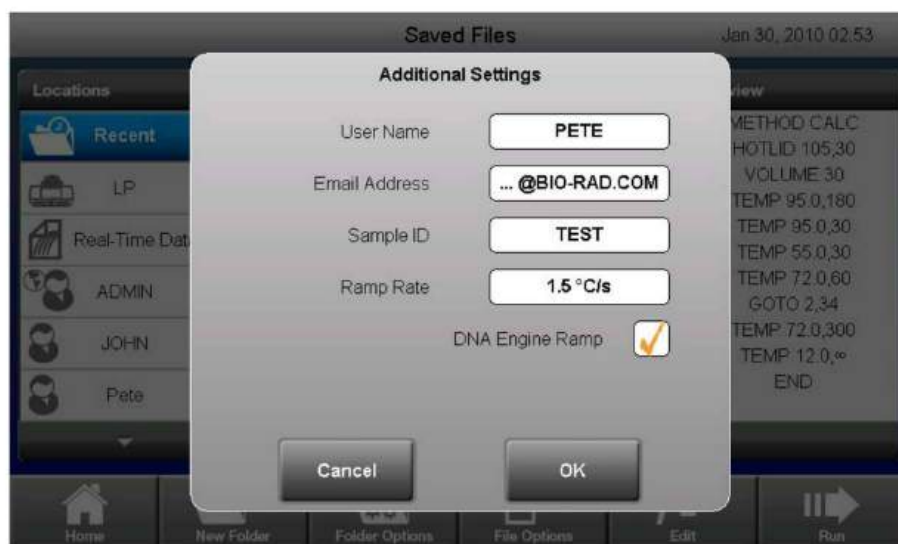 Saved Files
Jan 30, 2010 02:53
Additional Settings
Locations
Recent
LP
Real-Time Dat
ADMIN
JOHN
Pete
User Name
PETE
Email Address
... @BIO-RAD.COM
Sample ID
TEST
Ramp Rate
1.5 °C/s
DNA Engine Ramp
Cancel
OK
view
METHOD CALC
HOTLID 105,30
VOLUME 30
TEMP 95.0,180
TEMP 95.0,30
TEMP 55.0,30
TEMP 72.0,60
GOTO 2,34
TEMP 72.0,300
TEMP 12.0,∞
END
Home
New Folder
Folder Options
File Options
Edit
Run